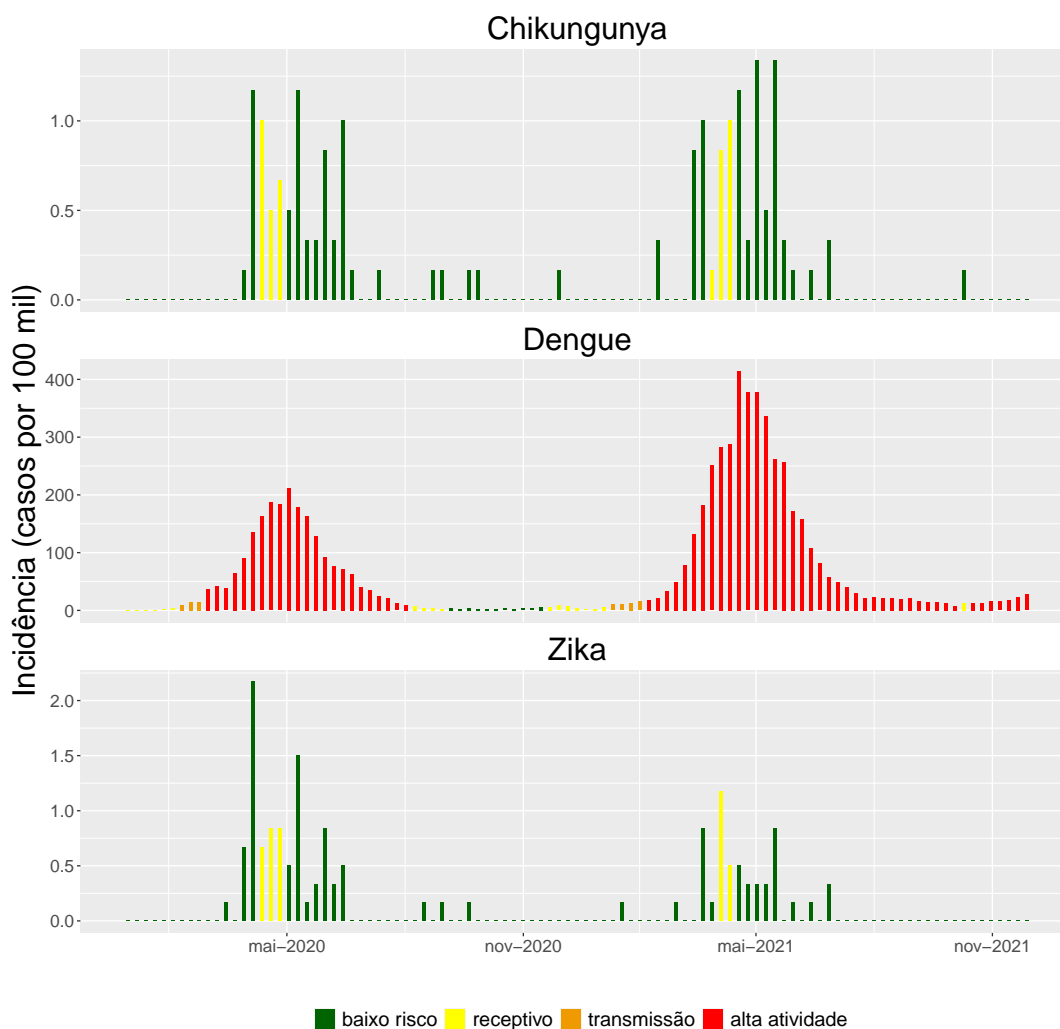 Chikungunya
1.0
0.5
0.0
Dengue
400
300
200
100
0
Incidência (casos por 100 mil)
Zika
2.0
1.5
1.0
0.5
0.0
mai−2020 nov−2020 mai−2021 nov−2021
baixo risco receptivo transmissão alta atividade